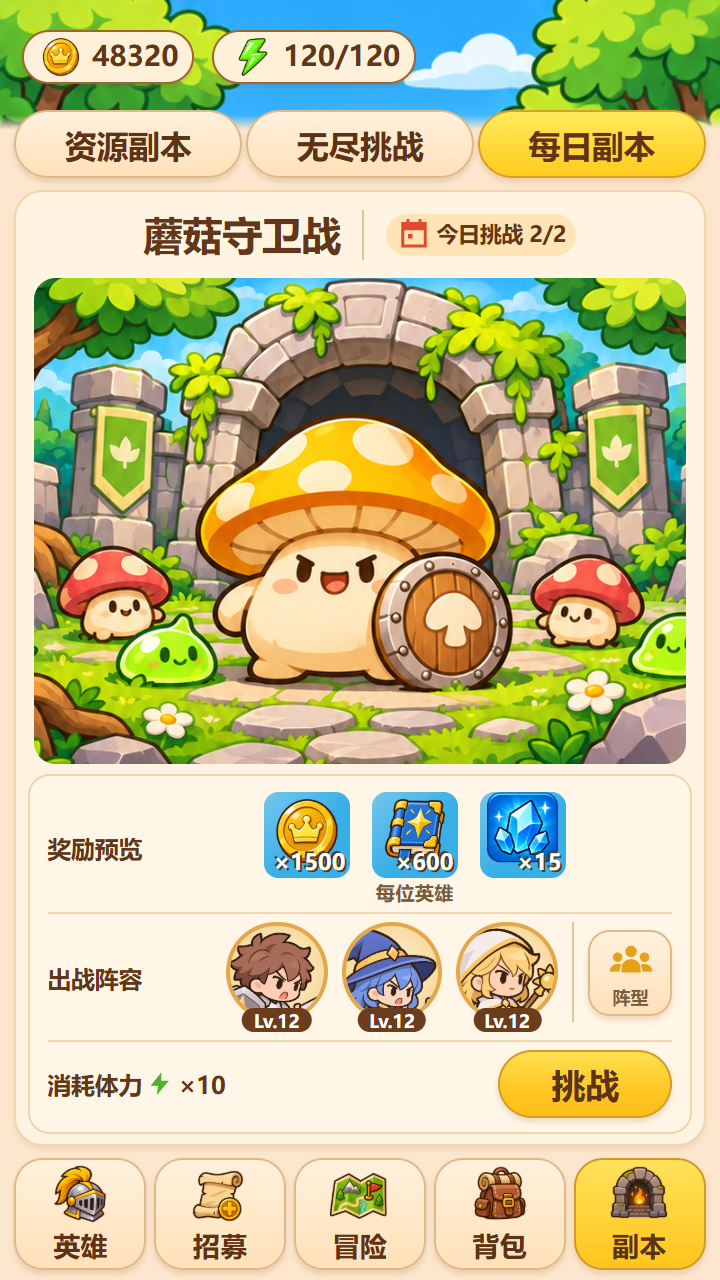 48320
120/120
资源副本
无尽挑战
每日副本
蘑菇守卫战
今日挑战 2/2
奖励预览
×1500
×600
×15
每位英雄
出战阵容
Lv.12
Lv.12
Lv.12
阵型
消耗体力 ×10
挑战
英雄
招募
冒险
背包
副本